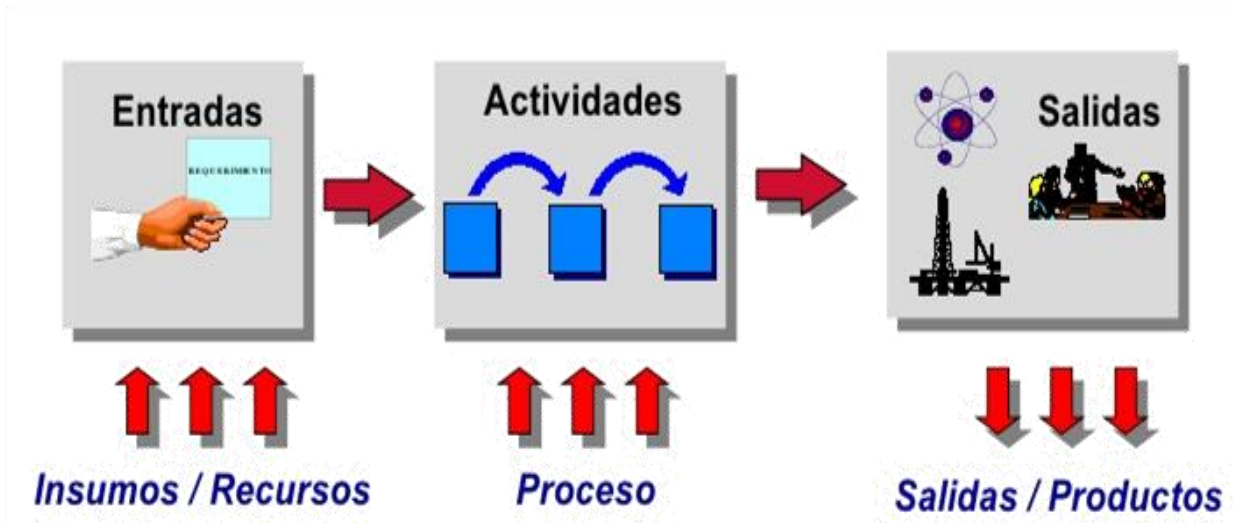 Entradas
REQUERIMIENTO
Actividades
Salidas
Insumos / Recursos
Proceso
Salidas / Productos